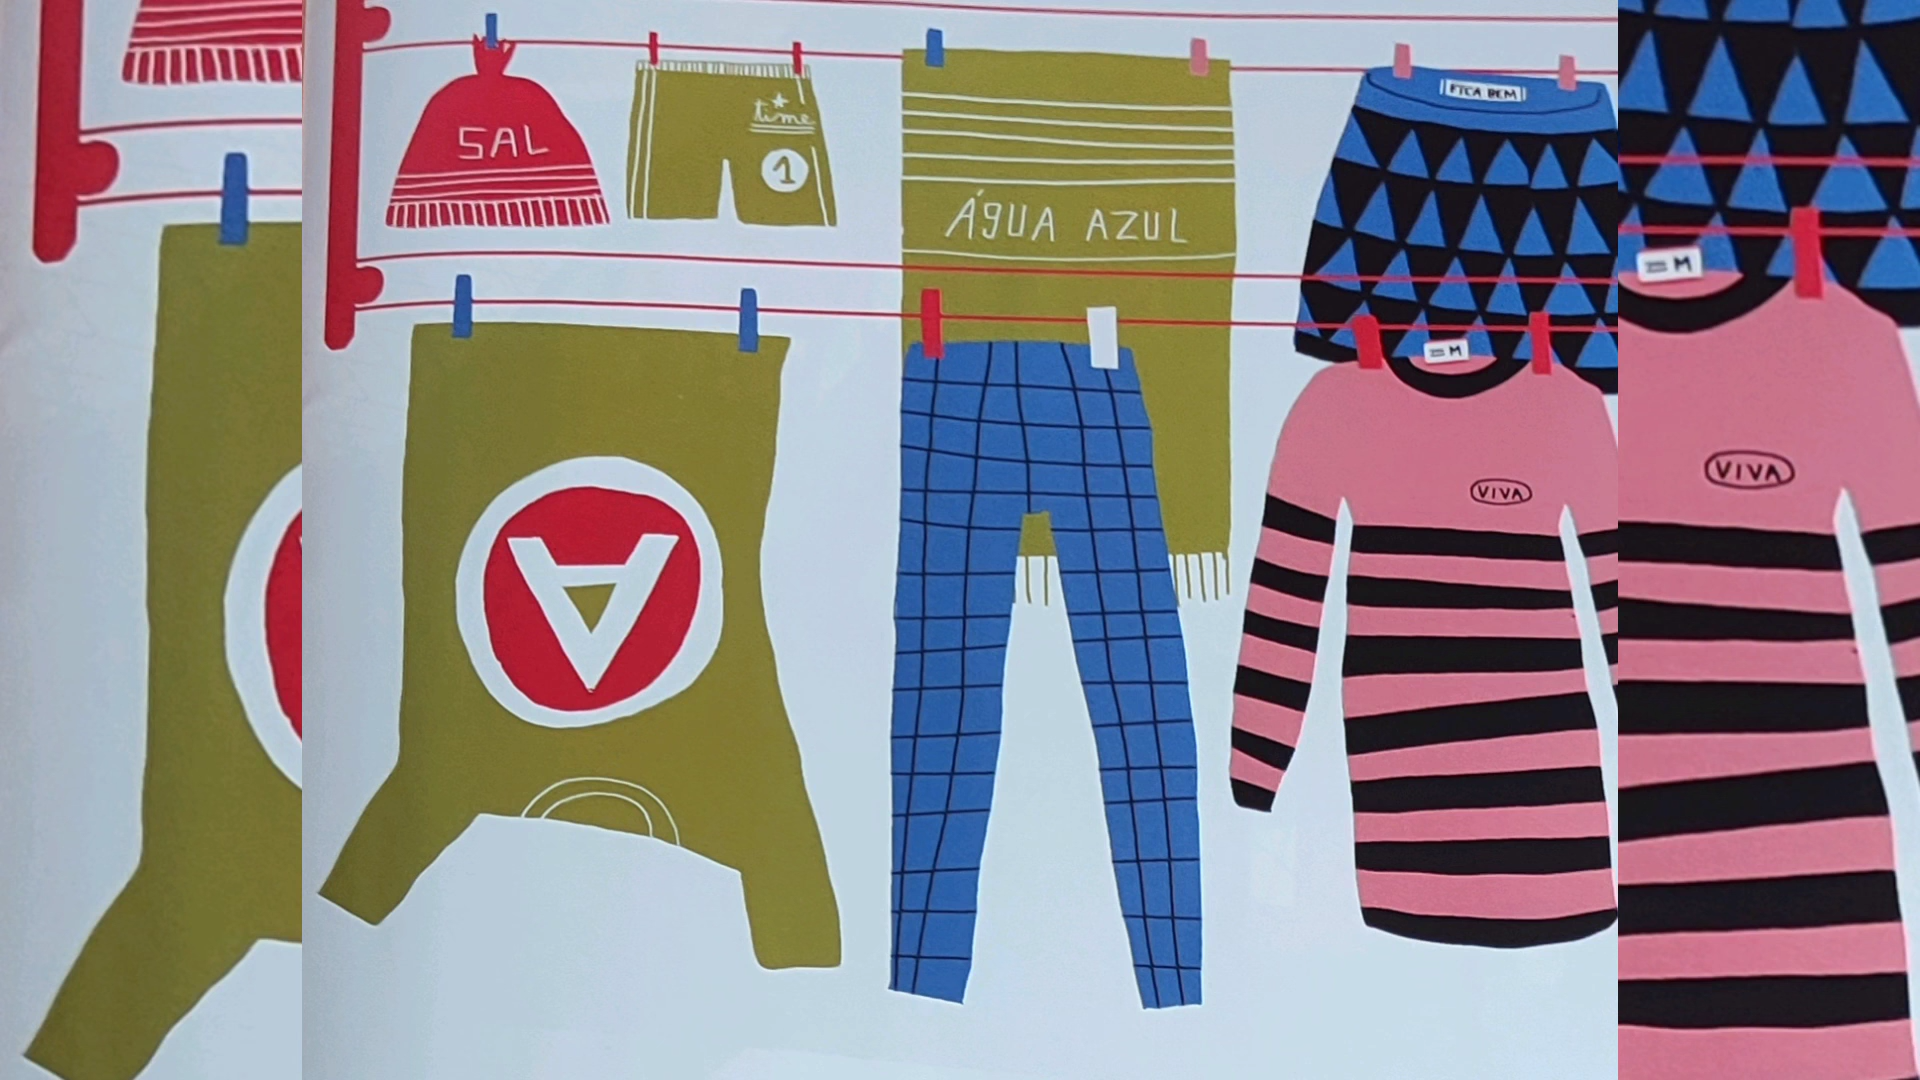 SAL
time
1
ÁGUA AZUL
FICA BEM
= M
VIVA
A
= M
VIVA